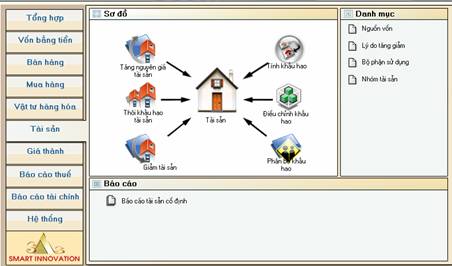 Tổng hợp
Vốn bằng tiền
Bán hàng
Mua hàng
Vật tư hàng hóa
Tài sản
Giá thành
Báo cáo thuế
Báo cáo tài chính
Hệ thống
SMART INNOVATION
Sơ đồ
Tăng nguyên giá
tài sản
Thôi khấu hao
tài sản
Giảm tài sản
Tài sản
Tính khấu hao
Điều chỉnh khấu
hao
Phân bổ khấu
hao
Danh mục
Nguồn vốn
Lý do tăng giảm
Bộ phận sử dụng
Nhóm tài sản
Báo cáo
Báo cáo tài sản cố định